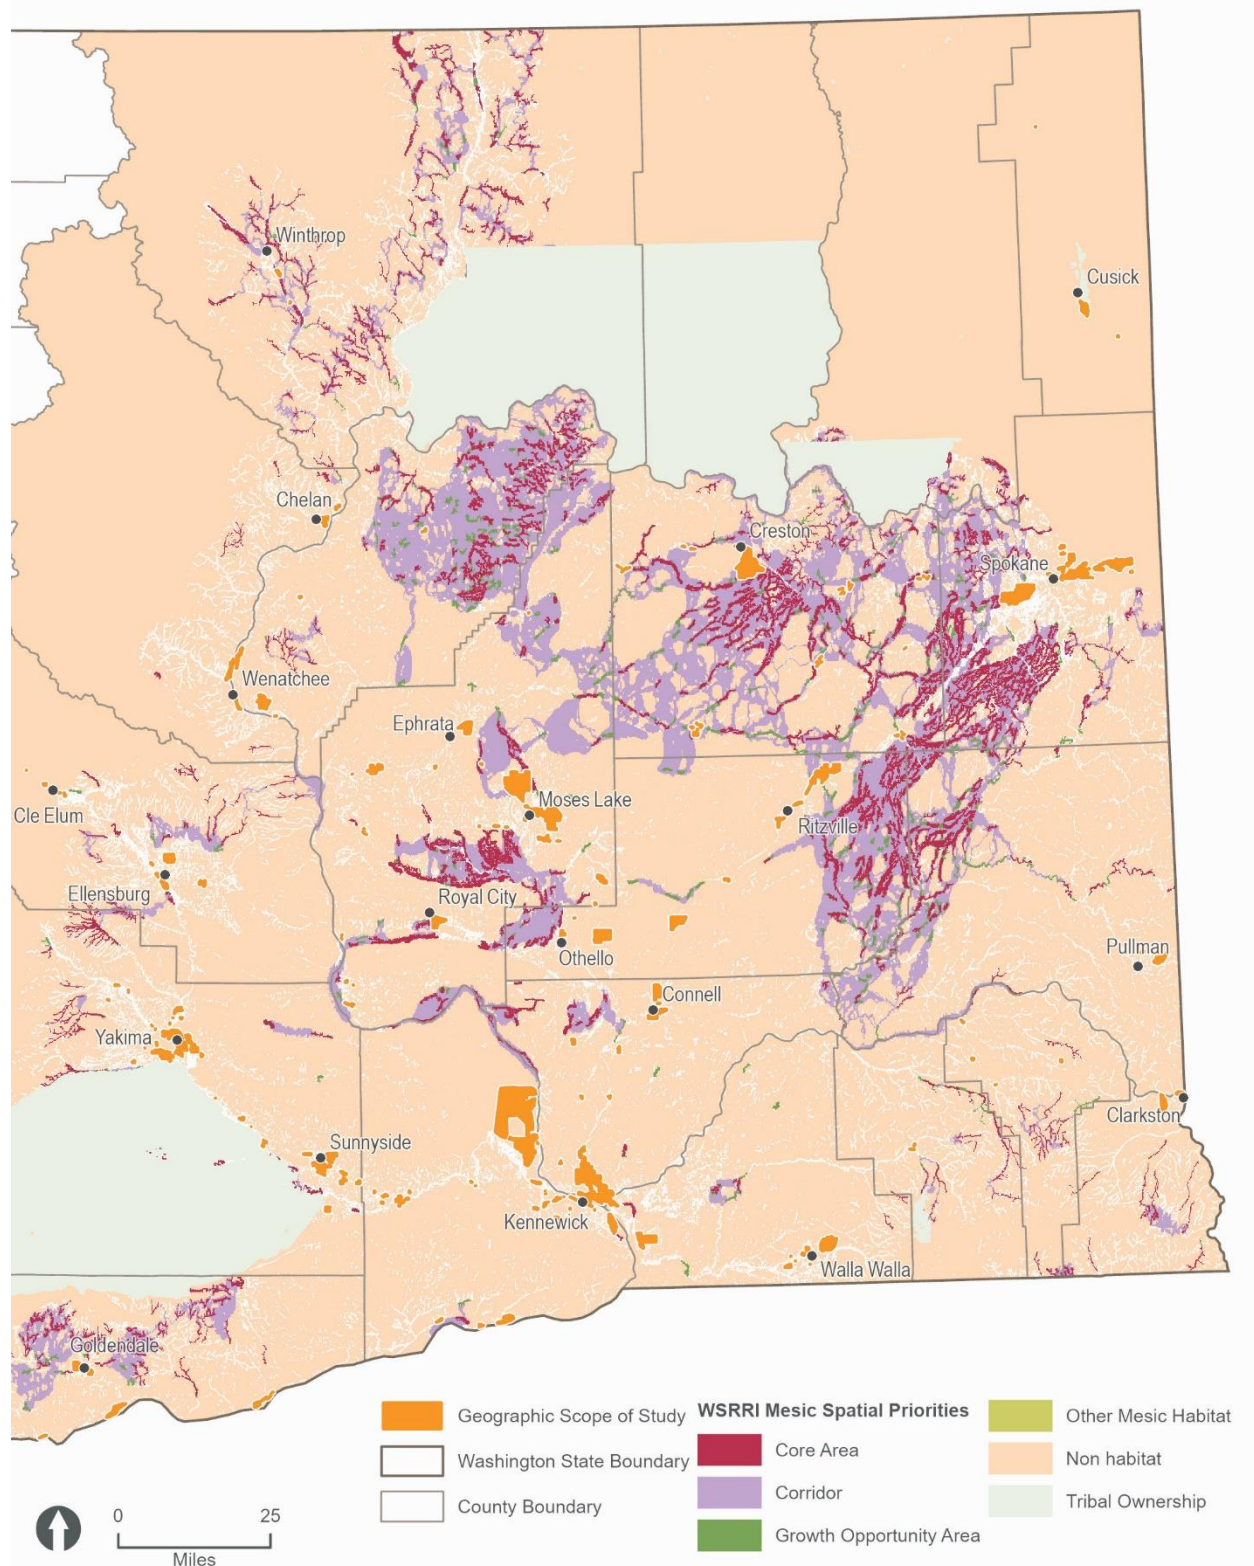 Winthrop
Cusick
Chelan
Creston
Spokane
Wenatchee
Ephrata
Moses Lake
Cle Elum
Ritzville
Ellensburg
Royal City
Othello
Pullman
Connell
Yakima
Clarkston
Sunnyside
Kennewick
Walla Walla
Goldendale
Geographic Scope of Study
Washington State Boundary
County Boundary
WSRRI Mesic Spatial Priorities
Core Area
Corridor
Growth Opportunity Area
Other Mesic Habitat
Non habitat
Tribal Ownership
0 25
Miles